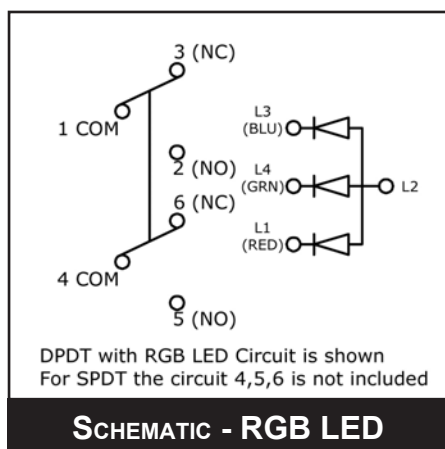 3 (NC)
1 COM
2 (NO)
6 (NC)
4 COM
5 (NO)
L3
(BLU)
L4
(GRN)
L2
L1
(RED)
DPDT with RGB LED Circuit is shown
For SPDT the circuit 4,5,6 is not included
SCHEMATIC - RGB LED